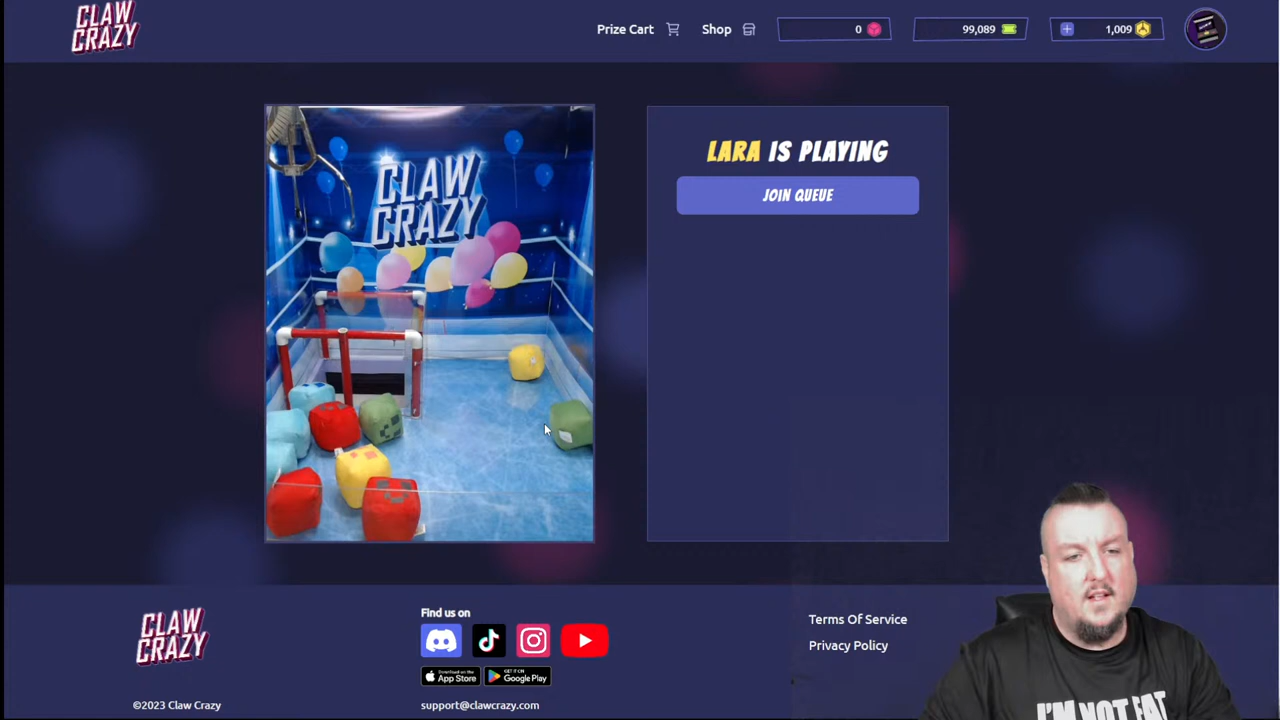 CLAW
CRAZY
Prize Cart
Shop
0
99,089
1,009
CLAW
CRAZY
LARA IS PLAYING
JOIN QUEUE
CLAW
CRAZY
Find us on
Download on the
App Store
GET IT ON
Google Play
Terms Of Service
Privacy Policy
©2023 Claw Crazy
support@clawcrazy.com
I'M NOT FAT